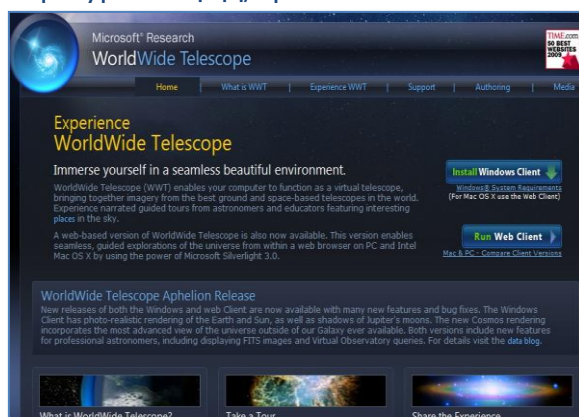 Microsoft® Research
WorldWide Telescope
TIME.com
50 BEST
WEBSITES
2009
Home | What is WWT | Experience WWT | Support | Authoring | Media
Experience
WorldWide Telescope
Immerse yourself in a seamless beautiful environment.
WorldWide Telescope (WWT) enables your computer to function as a virtual telescope,
bringing together imagery from the best ground and space-based telescopes in the world.
Experience narrated guided tours from astronomers and educators featuring interesting
places in the sky.
A web-based version of WorldWide Telescope is also now available. This version enables
seamless, guided explorations of the universe from within a web browser on PC and Intel
Mac OS X by using the power of Microsoft Silverlight 3.0.
Install Windows Client
Windows® System Requirements
(For Mac OS X use the Web Client)
Run Web Client
Mac & PC - Compare Client Versions
WorldWide Telescope Aphelion Release
New releases of both the Windows and web Client are now available with many new features and bug fixes. The Windows
Client has photo-realistic rendering of the Earth and Sun, as well as shadows of Jupiter's moons. The new Cosmos rendering
incorporates the most advanced view of the universe outside of our Galaxy ever available. Both versions include new features
for professional astronomers, including displaying FITS images and Virtual Observatory queries. For details visit the data blog.
What is WorldWide Telescope?
Take a Tour
Share the Experience